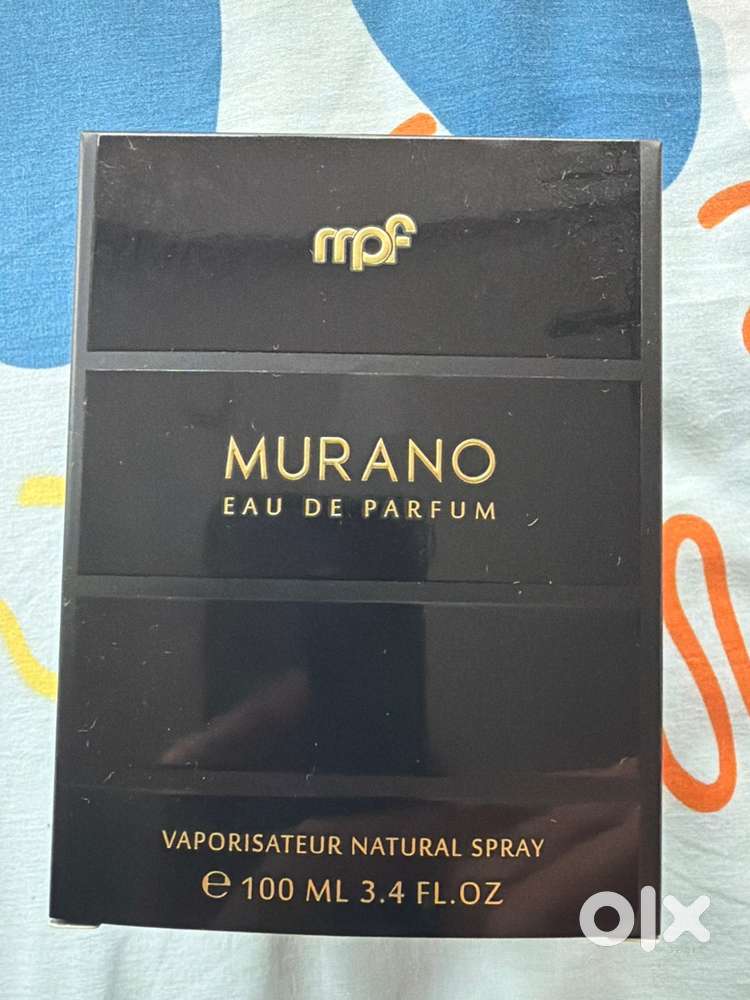 mpf
MURANO
EAU DE PARFUM
VAPORISATEUR NATURAL SPRAY
℮ 100 ML 3.4 FL.OZ
olx